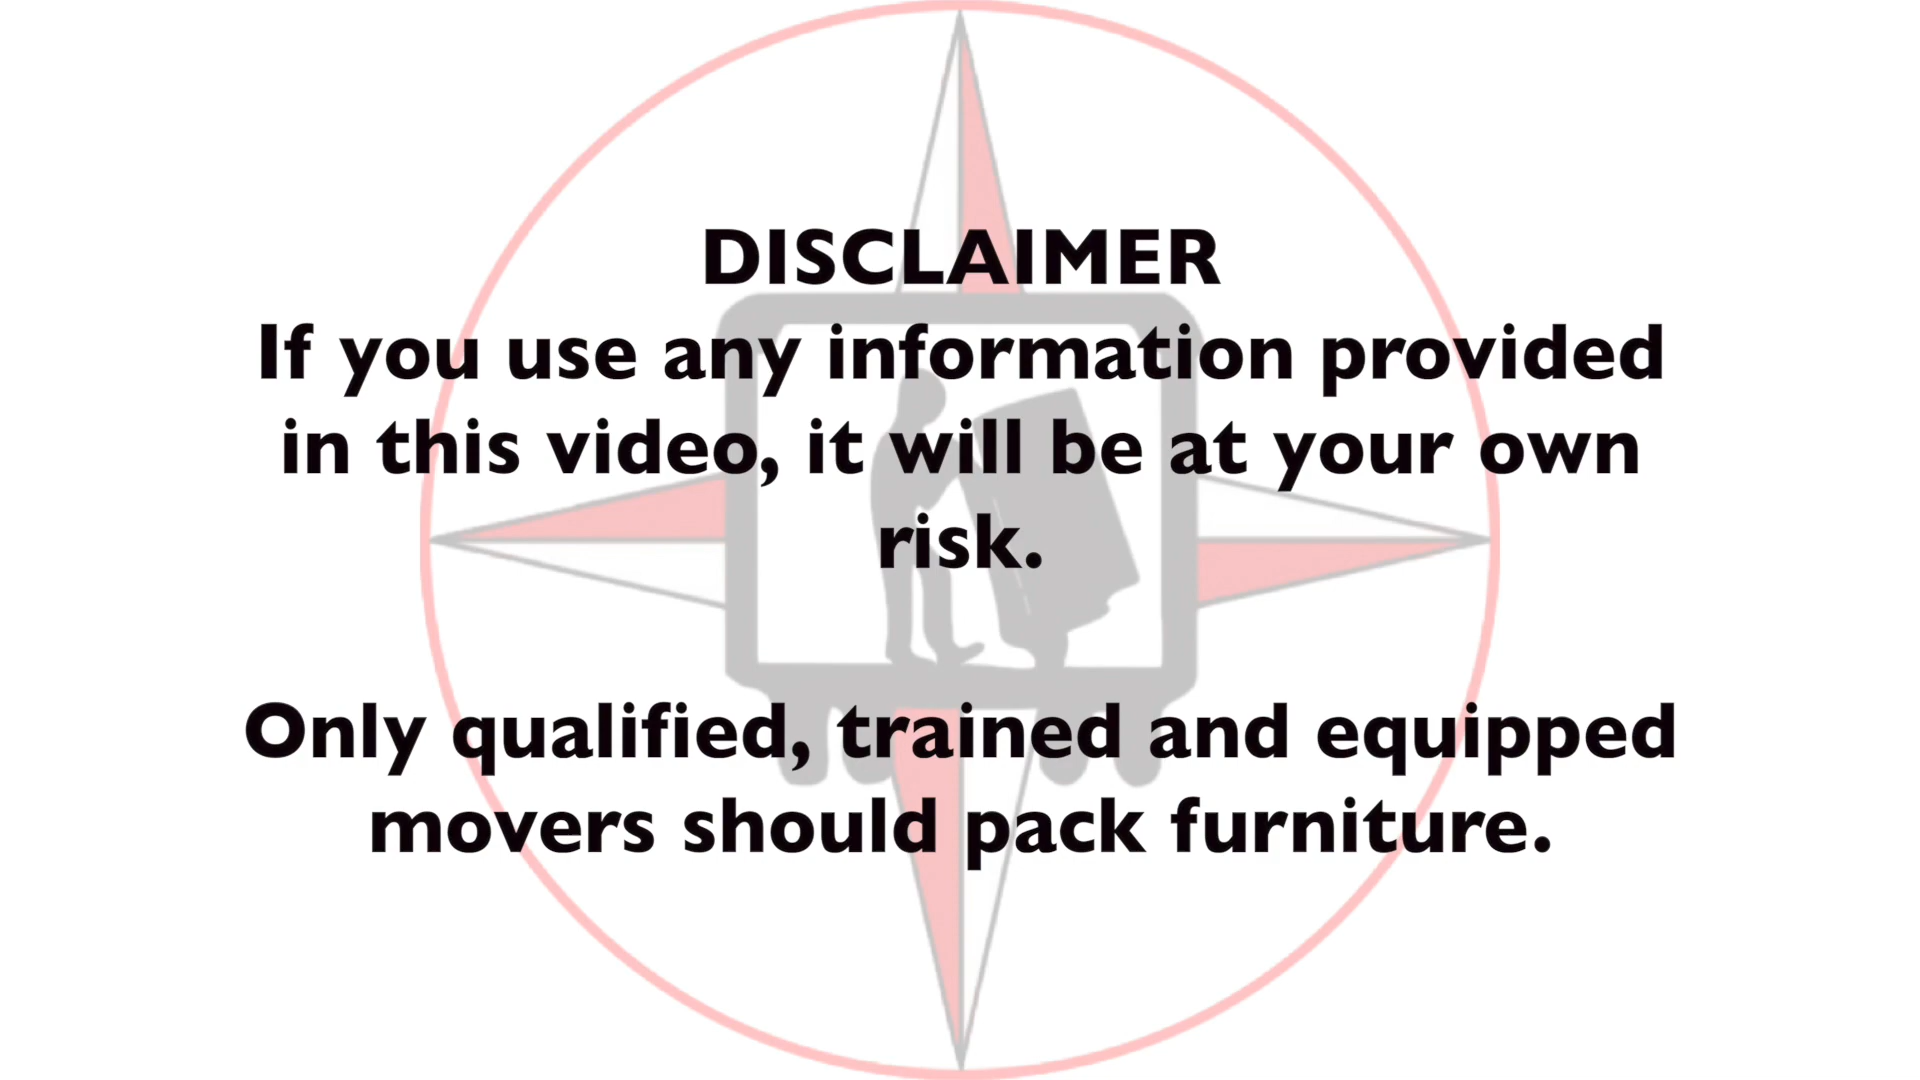 DISCLAIMER
If you use any information provided
in this video, it will be at your own
risk.
Only qualified, trained and equipped
movers should pack furniture.